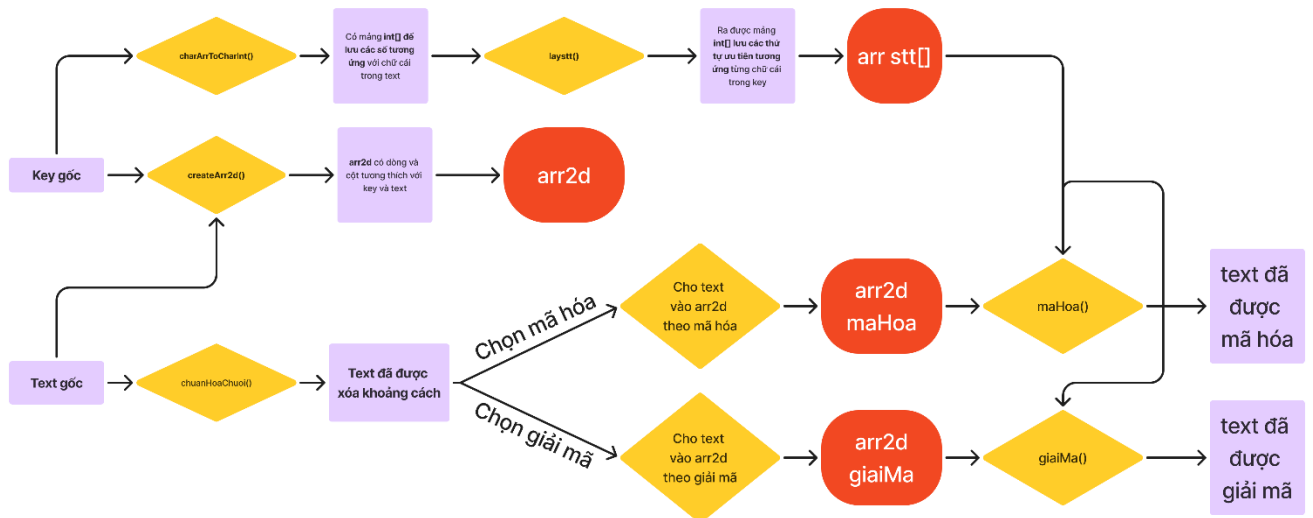 charArrToCharInt()
Có mảng int[] để
lưu các số tương
ứng với chữ cái
trong text
laystt()
Ra được mảng
int[] lưu các thứ
tự ưu tiên tương
ứng từng chữ cái
trong key
arr stt[]
Key gốc
createArr2d()
arr2d có dòng và
cột tương thích với
key và text
arr2d
Chọn mã hóa
Cho text
vào arr2d
theo mã hóa
arr2d
maHoa
maHoa()
text đã
được
mã hóa
Text gốc
chuanHoaChuoi()
Text đã được
xóa khoảng cách
Chọn giải mã
Cho text
vào arr2d
theo giải mã
arr2d
giaiMa
giaiMa()
text đã
được
giải mã